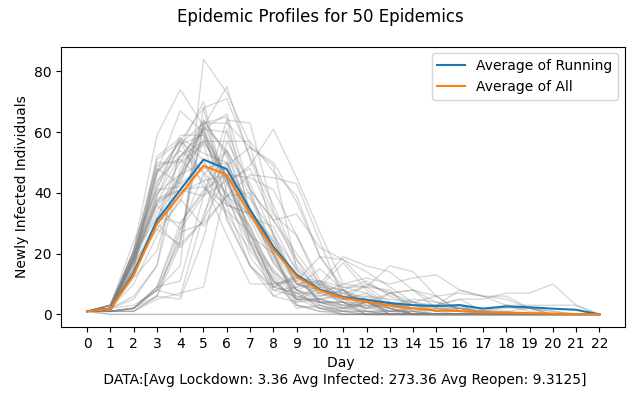 Epidemic Profiles for 50 Epidemics
Newly Infected Individuals
80
60
40
20
0
Average of Running
Average of All
0 1 2 3 4 5 6 7 8 9 10 11 12 13 14 15 16 17 18 19 20 21 22
Day
DATA:[Avg Lockdown: 3.36 Avg Infected: 273.36 Avg Reopen: 9.3125]